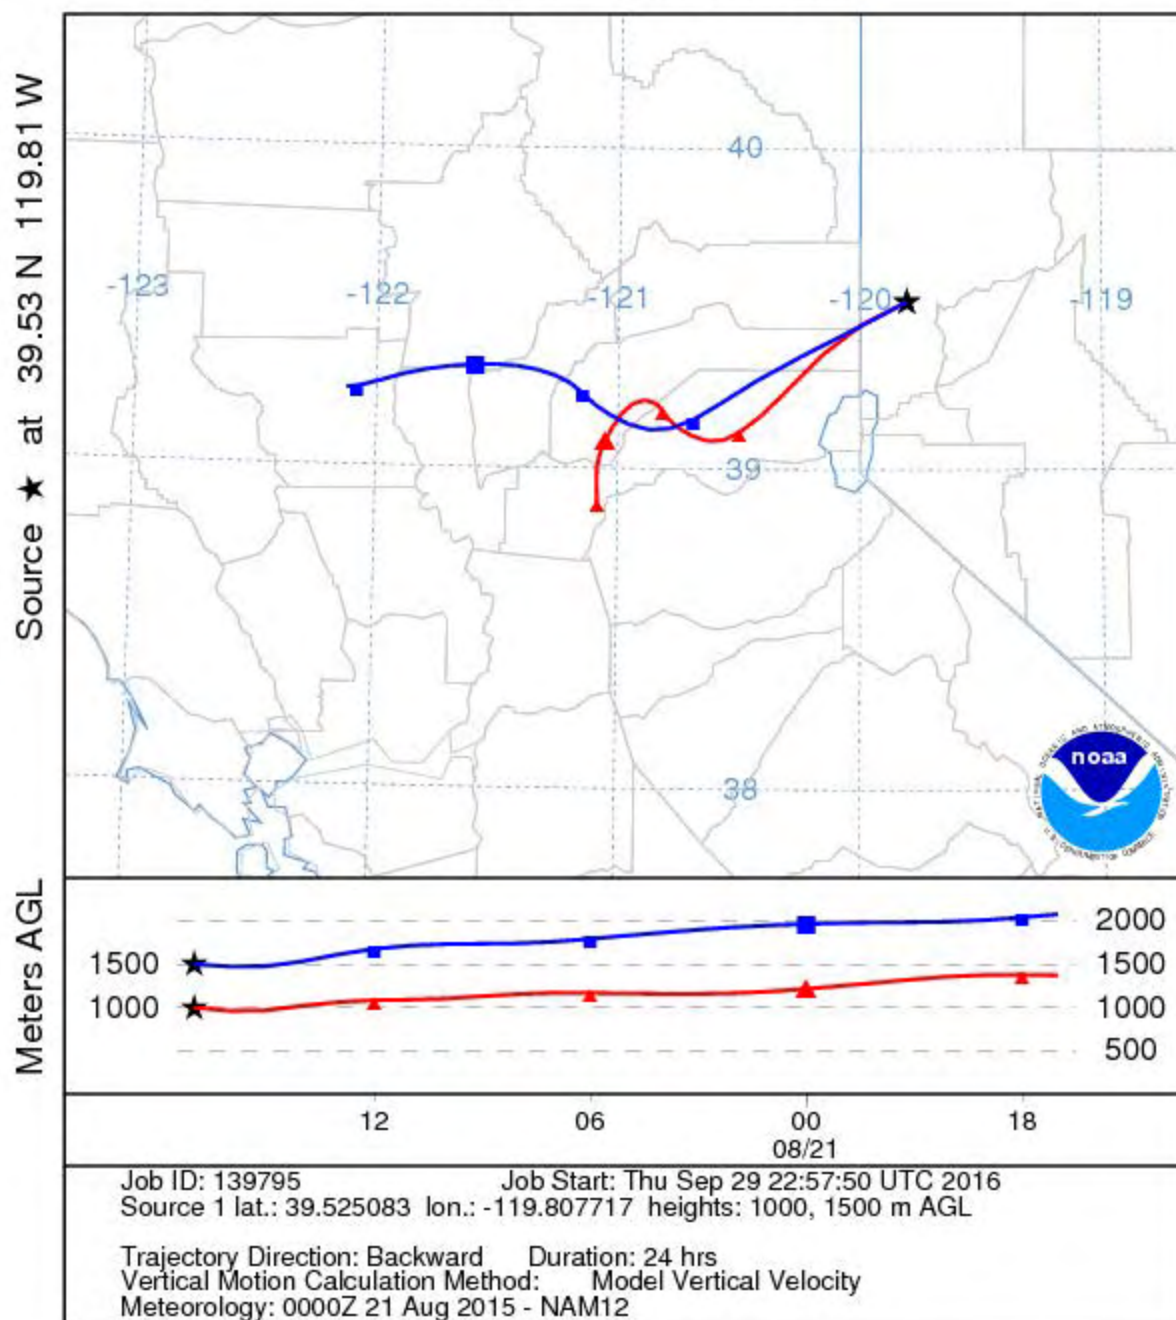 Source ★ at 39.53 N 119.81 W
40
-123 -122 -121 -120 -119
39
38
noaa
Meters AGL
2000
1500 1500
1000 1000
500
12 06 00 18
08/21
Job ID: 139795 Job Start: Thu Sep 29 22:57:50 UTC 2016
Source 1 lat.: 39.525083 lon.: -119.807717 heights: 1000, 1500 m AGL
Trajectory Direction: Backward Duration: 24 hrs
Vertical Motion Calculation Method: Model Vertical Velocity
Meteorology: 0000Z 21 Aug 2015 - NAM12